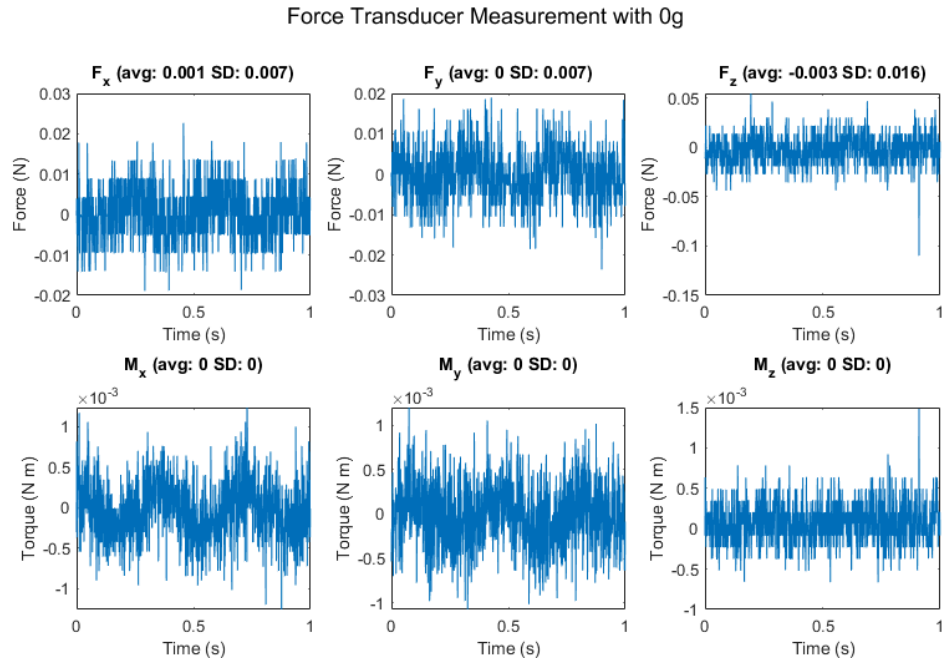 Force Transducer Measurement with 0g
F_x (avg: 0.001 SD: 0.007)
0.03
0.02
0.01
0
-0.01
-0.02
Force (N)
0
0.5
1
Time (s)
F_y (avg: 0 SD: 0.007)
0.02
0.01
0
-0.01
-0.02
-0.03
Force (N)
0
0.5
1
Time (s)
F_z (avg: -0.003 SD: 0.016)
0.05
0
-0.05
-0.1
-0.15
Force (N)
0
0.5
1
Time (s)
M_x (avg: 0 SD: 0)
×10^-3
1
0.5
0
-0.5
-1
Torque (N m)
0
0.5
1
Time (s)
M_y (avg: 0 SD: 0)
×10^-3
1
0.5
0
-0.5
-1
Torque (N m)
0
0.5
1
Time (s)
M_z (avg: 0 SD: 0)
×10^-3
1.5
1
0.5
0
-0.5
-1
Torque (N m)
0
0.5
1
Time (s)